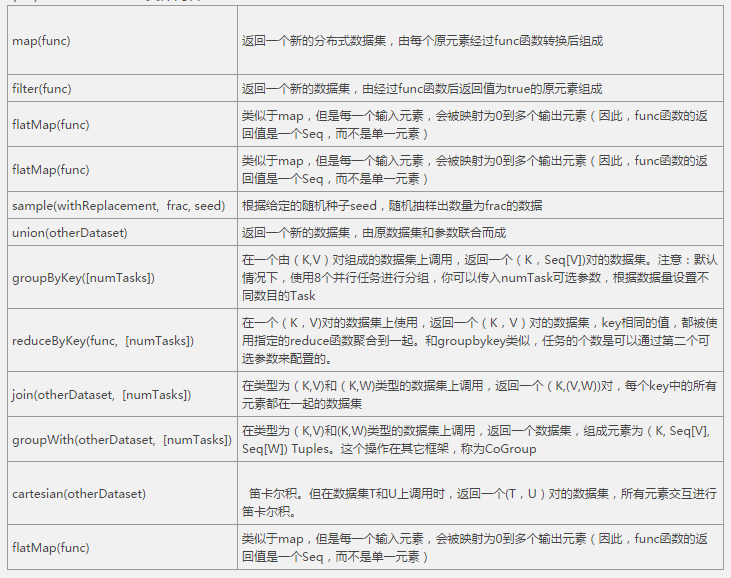 map(func)
返回一个新的分布式数据集，由每个原元素经过func函数转换后组成
filter(func)
返回一个新的数据集，由经过func函数后返回值为true的原元素组成
flatMap(func)
类似于map，但是每一个输入元素，会被映射为0到多个输出元素（因此，func函数的返
回值是一个Seq，而不是单一元素）
flatMap(func)
类似于map，但是每一个输入元素，会被映射为0到多个输出元素（因此，func函数的返
回值是一个Seq，而不是单一元素）
sample(withReplacement, frac, seed)
根据给定的随机种子seed，随机抽样出数量为frac的数据
union(otherDataset)
返回一个新的数据集，由原数据集和参数联合而成
groupByKey([numTasks])
在一个由（K,V）对组成的数据集上调用，返回一个（K，Seq[V])对的数据集。注意：默认
情况下，使用8个并行任务进行分组，你可以传入numTask可选参数，根据数据量设置不
同数目的Task
reduceByKey(func, [numTasks])
在一个（K，V)对的数据集上使用，返回一个（K，V）对的数据集，key相同的值，都被使
用指定的reduce函数聚合到一起。和groupbykey类似，任务的个数是可以通过第二个可
选参数来配置的。
join(otherDataset, [numTasks])
在类型为（K,V)和（K,W)类型的数据集上调用，返回一个（K,(V,W))对，每个key中的所有
元素都在一起的数据集
groupWith(otherDataset, [numTasks])
在类型为（K,V)和(K,W)类型的数据集上调用，返回一个数据集，组成元素为（K, Seq[V],
Seq[W]) Tuples。这个操作在其它框架，称为CoGroup
cartesian(otherDataset)
笛卡尔积。但在数据集T和U上调用时，返回一个(T，U）对的数据集，所有元素交互进行
笛卡尔积。
flatMap(func)
类似于map，但是每一个输入元素，会被映射为0到多个输出元素（因此，func函数的返
回值是一个Seq，而不是单一元素）